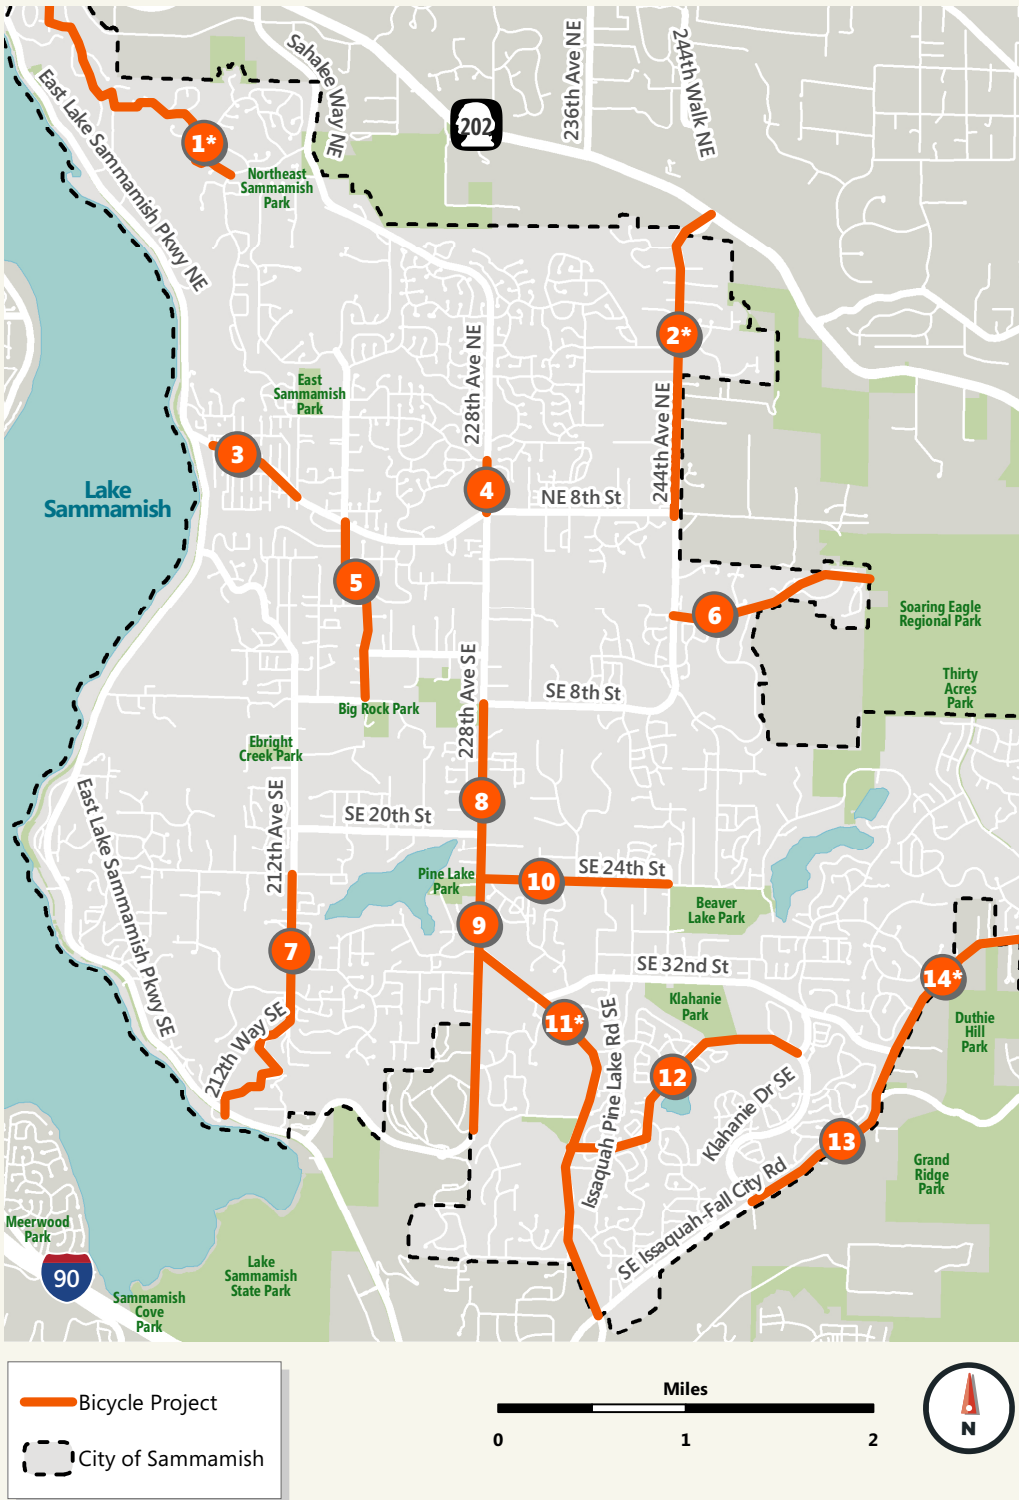 Sahalee Way NE
236th Ave NE
244th Walk NE
202
East Lake Sammamish Pkwy NE
1*
Northeast
Sammamish
Park
2*
228th Ave NE
East
Sammamish
Park
244th Ave NE
3
4
NE 8th St
Lake
Sammamish
5
6
Soaring Eagle
Regional Park
228th Ave SE
SE 8th St
Thirty
Acres
Park
Big Rock Park
Ebright
Creek Park
212th Ave SE
8
SE 20th St
East Lake Sammamish Pkwy SE
Pine Lake
Park
10
SE 24th St
Beaver
Lake Park
9
7
SE 32nd St
14*
Klahanie
Park
212th Way SE
11*
Issaquah Pine Lake Rd SE
Duthie
Hill
Park
12
Klahanie Dr SE
13
Grand
Ridge
Park
SE Issaquah-Fall City Rd
Meerwood
Park
90
Lake
Sammamish
State Park
Sammamish
Cove
Park
Bicycle Project
City of Sammamish
Miles
0 1 2
N